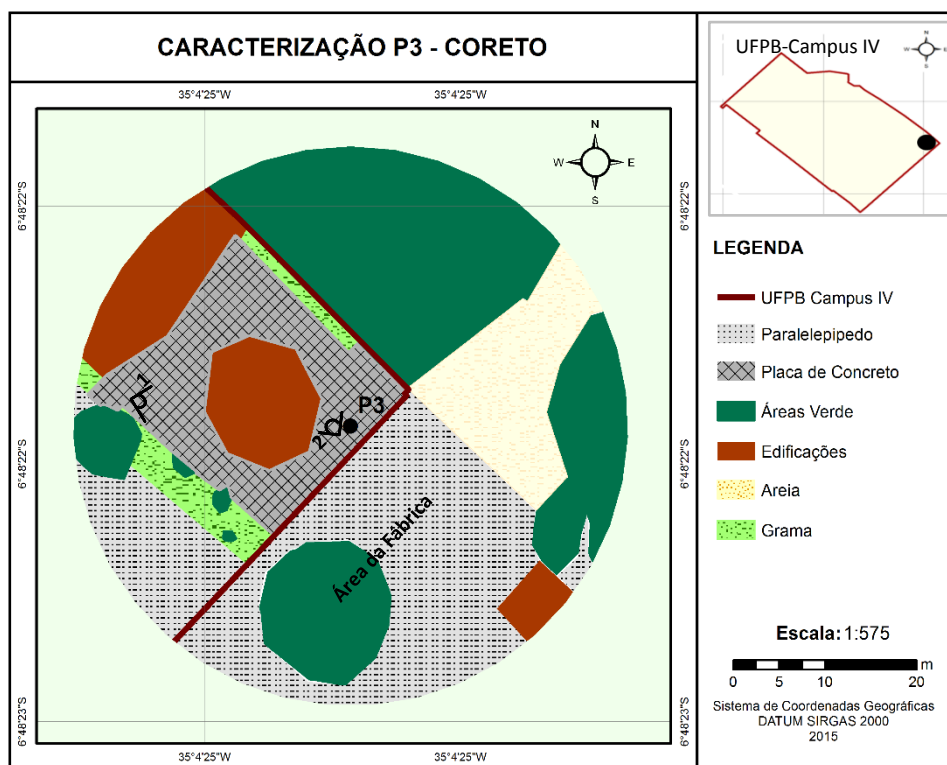 CARACTERIZAÇÃO P3 - CORETO
35°4'25"W
35°4'25"W
N
W
E
S
6°48'22"S
6°48'22"S
6°48'22"S
6°48'22"S
6°48'23"S
6°48'23"S
1
2
P3
Área da Fábrica
35°4'25"W
35°4'25"W
UFPB-Campus IV
N
W
E
S
LEGENDA
UFPB Campus IV
Paralelepipedo
Placa de Concreto
Áreas Verde
Edificações
Areia
Grama
Escala: 1:575
m
0 5 10 20
Sistema de Coordenadas Geográficas
DATUM SIRGAS 2000
2015